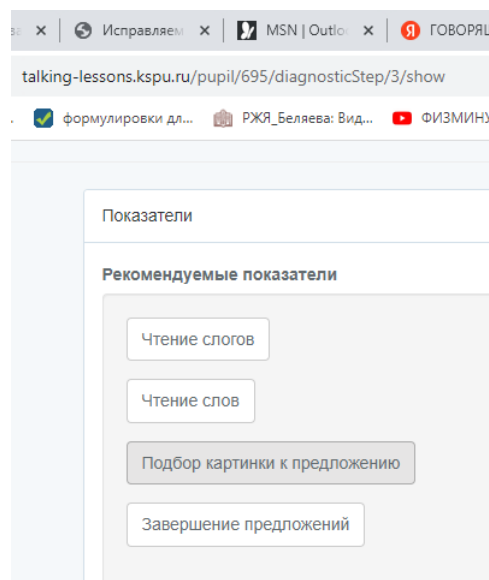 Исправляем
MSN | Outlo
ГОВОРЯ
talking-lessons.kspu.ru/pupil/695/diagnosticStep/3/show
формулировки дл... РЖЯ_Беляева: Вид... ФИЗМИНУ
Показатели
Рекомендуемые показатели
Чтение слогов
Чтение слов
Подбор картинки к предложению
Завершение предложений